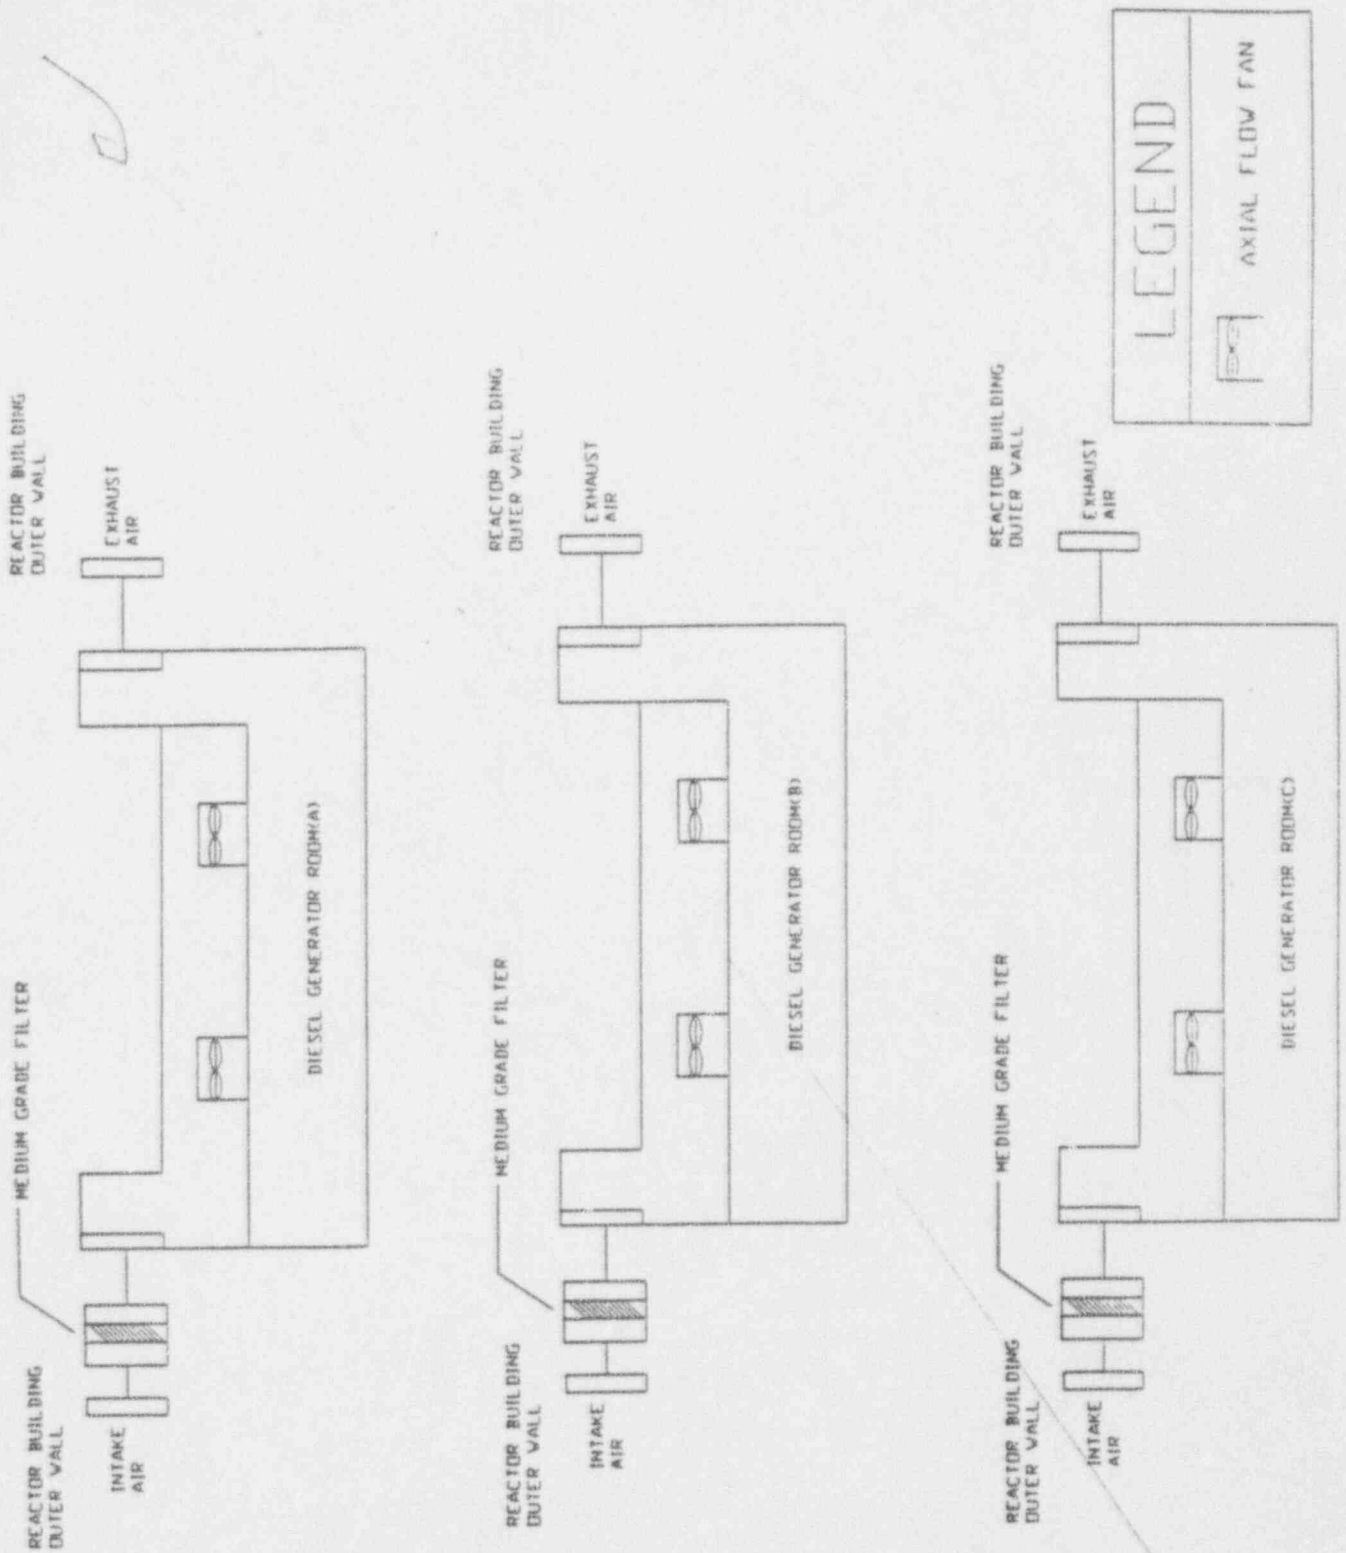 REACTOR BUILDING
OUTER WALL
INTAKE
AIR
MEDIUM GRADE FILTER
DIESEL GENERATOR ROOM(A)
REACTOR BUILDING
OUTER WALL
EXHAUST
AIR
REACTOR BUILDING
OUTER WALL
INTAKE
AIR
MEDIUM GRADE FILTER
DIESEL GENERATOR ROOM(B)
REACTOR BUILDING
OUTER WALL
EXHAUST
AIR
REACTOR BUILDING
OUTER WALL
INTAKE
AIR
MEDIUM GRADE FILTER
DIESEL GENERATOR ROOM(C)
REACTOR BUILDING
OUTER WALL
EXHAUST
AIR
LEGEND
AXIAL FLOW FAN